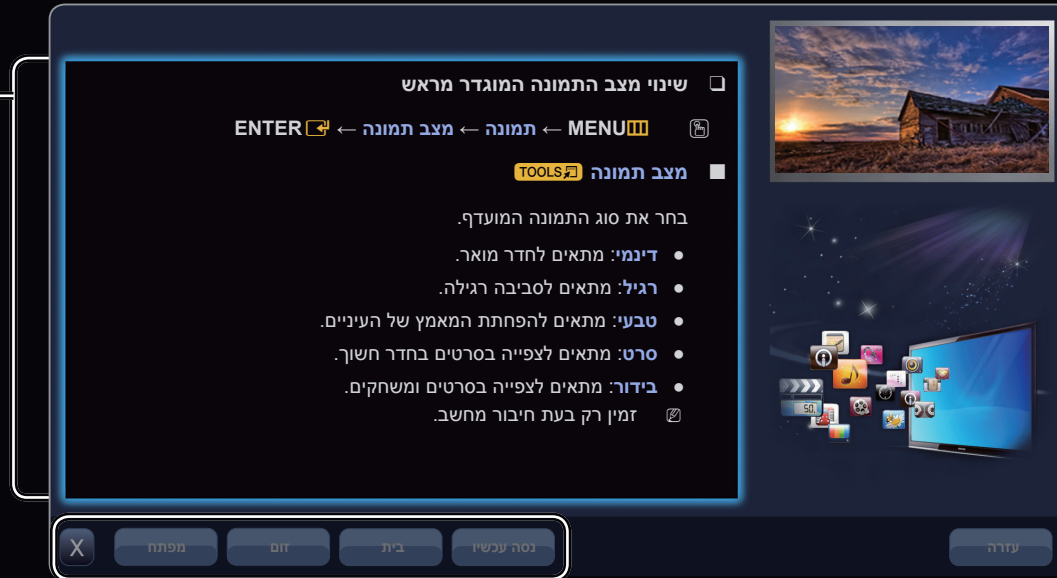 שינוי מצב התמונה המוגדר מראש
MENU ← תמונה ← מצב תמונה ← ENTER
מצב תמונה TOOLS
בחר את סוג התמונה המועדף.
דינמי: מתאים לחדר מואר.
רגיל: מתאים לסביבה רגילה.
טבעי: מתאים להפחתת המאמץ של העיניים.
סרט: מתאים לצפייה בסרטים בחדר חשוך.
בידור: מתאים לצפייה בסרטים ומשחקים.
זמין רק בעת חיבור מחשב.
50
עזרה
נסה עכשיו
בית
זום
מפתח
X